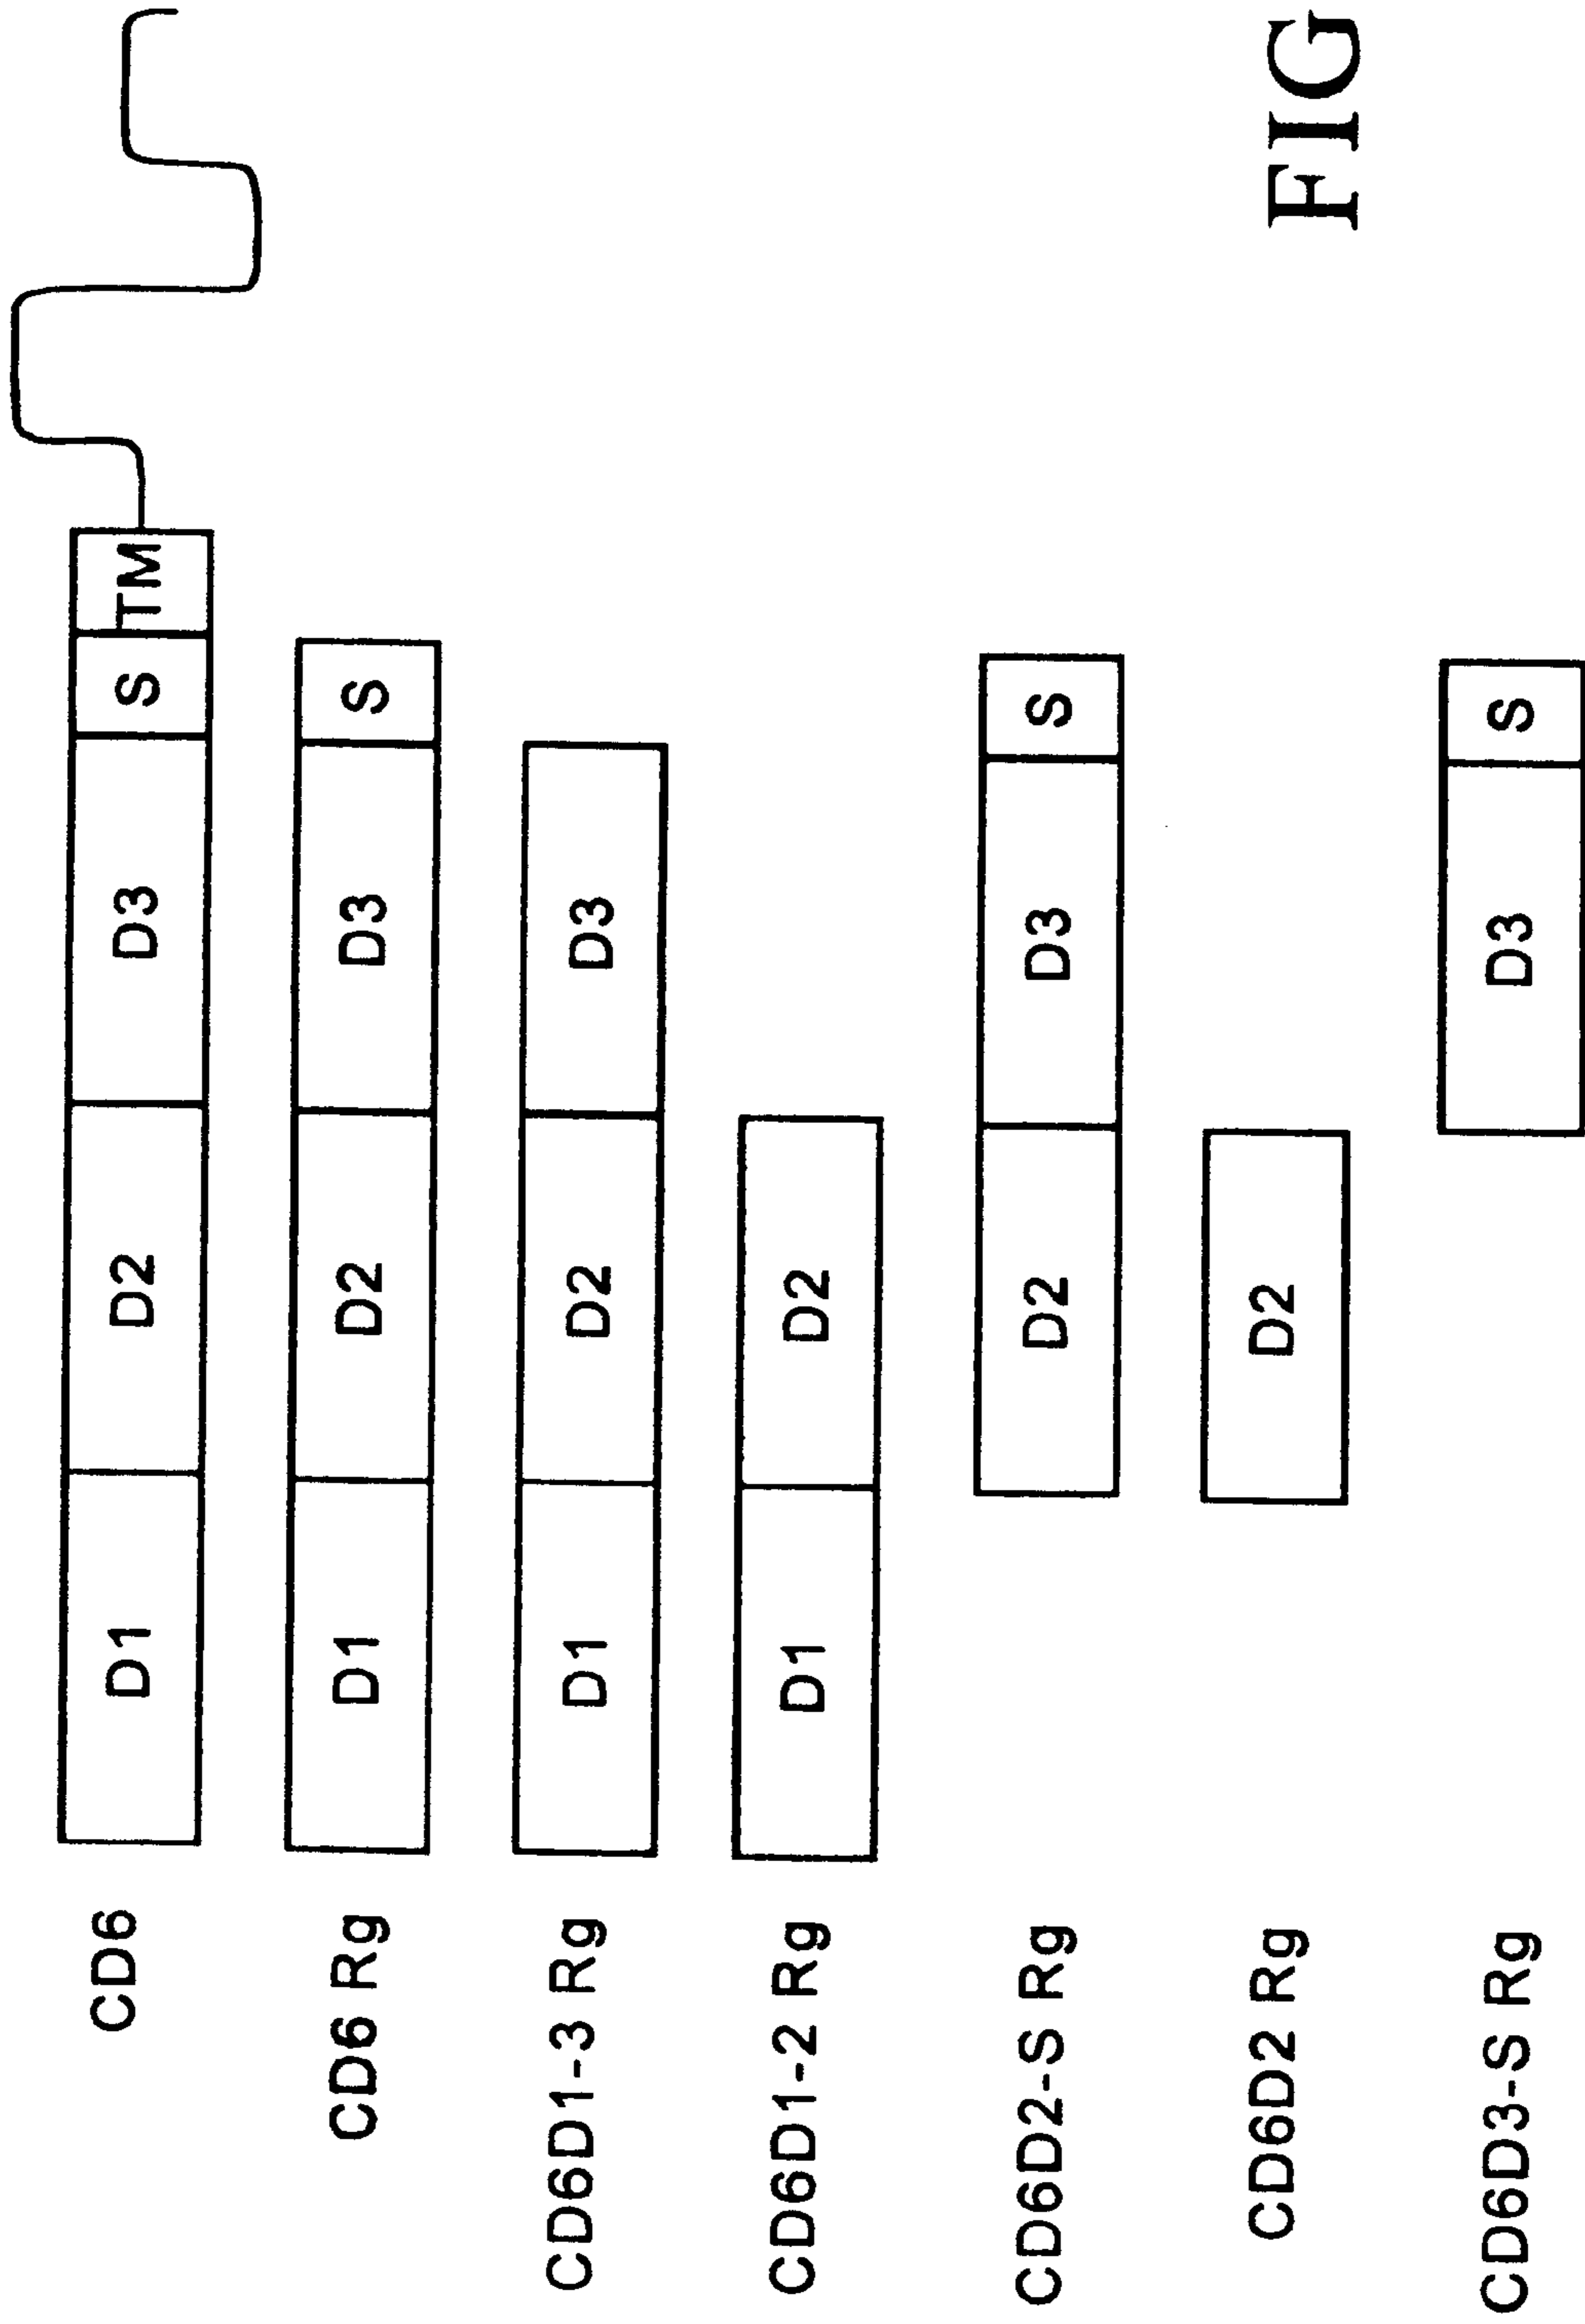 CD6 D1 D2 D3 S TM
CD6 Rg D1 D2 D3 S
CD6D1-3 Rg D1 D2 D3
CD6D1-2 Rg D1 D2
CD6D2-S Rg D2 D3 S
CD6D2 Rg D2
CD6D3-S Rg D3 S
FIG